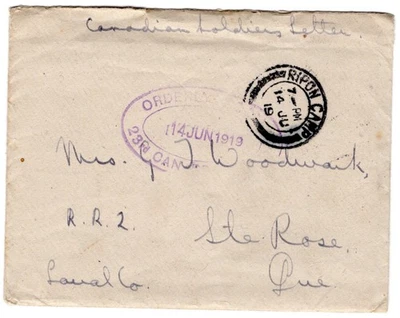 Canadian Soldiers Letter.
RIPON CAMP
7-PM
14 JU
19
ORDERLY
14 JUN 1919
23RD CAN
Mrs. J. Woodwark,
R.R.2. Ste Rose,
Laval Co. Que.